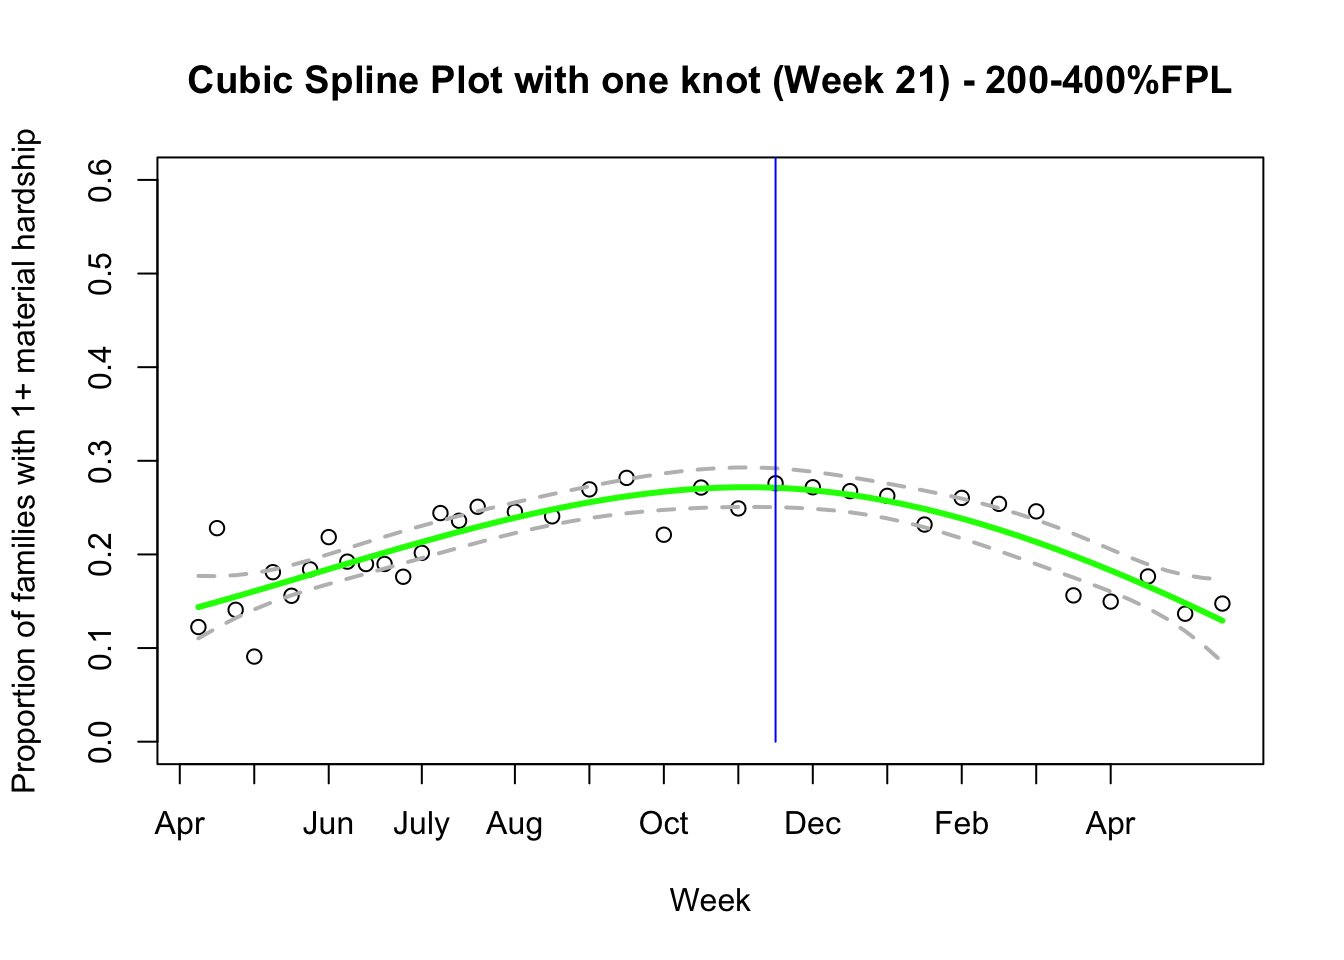 Cubic Spline Plot with one knot (Week 21) - 200-400%FPL
Proportion of families with 1+ material hardship
0.6
0.5
0.4
0.3
0.2
0.1
0.0
Apr Jun July Aug Oct Dec Feb Apr
Week